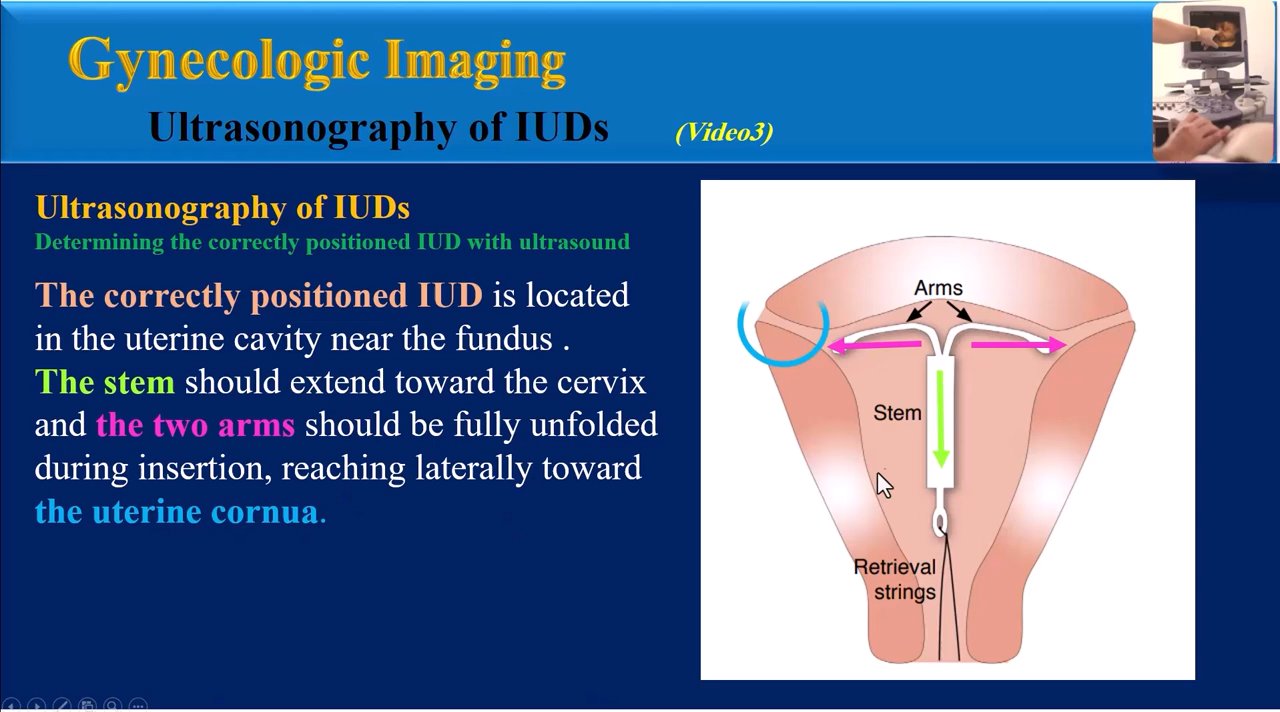 Gynecologic Imaging
Ultrasonography of IUDs (Video3)
Ultrasonography of IUDs
Determining the correctly positioned IUD with ultrasound
The correctly positioned IUD is located
in the uterine cavity near the fundus .
The stem should extend toward the cervix
and the two arms should be fully unfolded
during insertion, reaching laterally toward
the uterine cornua.
Arms
Stem
Retrieval
strings